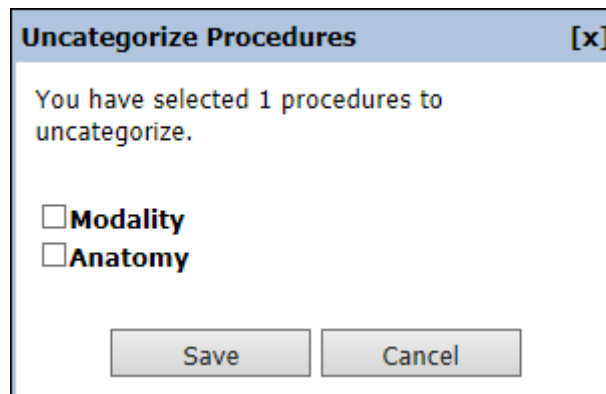 Uncategorize Procedures [x]
You have selected 1 procedures to
uncategorize.
Modality
Anatomy
Save Cancel